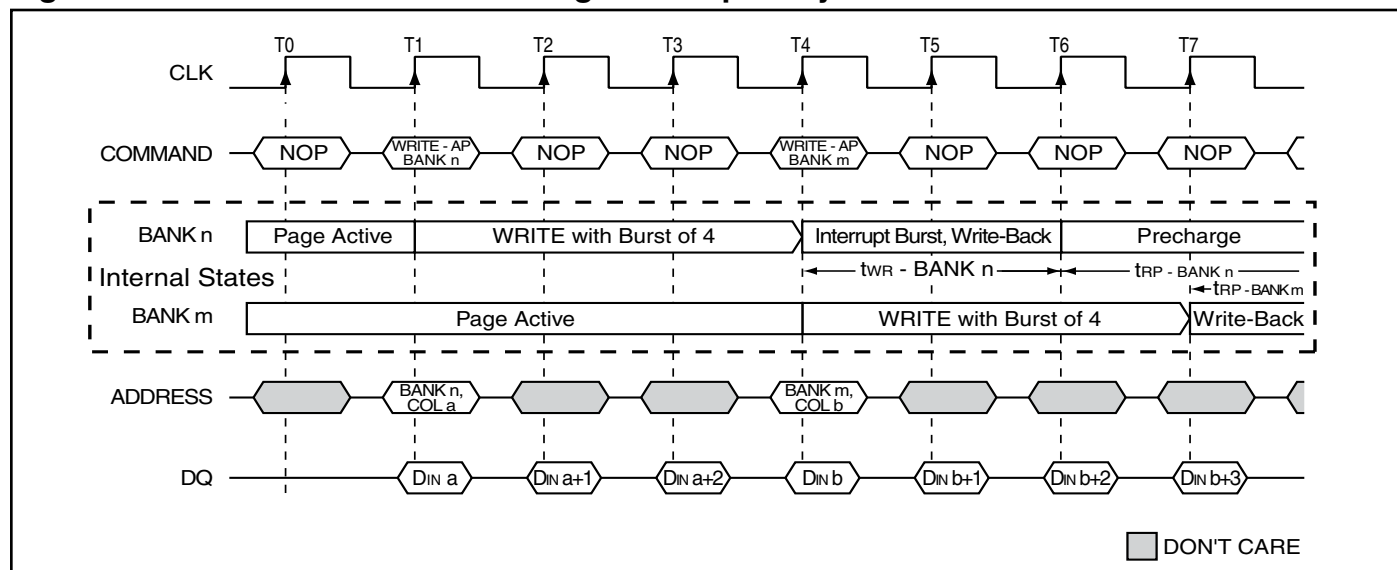 T0 T1 T2 T3 T4 T5 T6 T7
CLK
COMMAND NOP WRITE - AP BANK n NOP NOP WRITE - AP BANK m NOP NOP NOP
BANK n Page Active WRITE with Burst of 4 Interrupt Burst, Write-Back Precharge
tWR - BANK n tRP - BANK n
Internal States
tRP - BANK m
BANK m Page Active WRITE with Burst of 4 Write-Back
ADDRESS BANK n, COL a BANK m, COL b
DQ DIN a DIN a+1 DIN a+2 DIN b DIN b+1 DIN b+2 DIN b+3
DON'T CARE